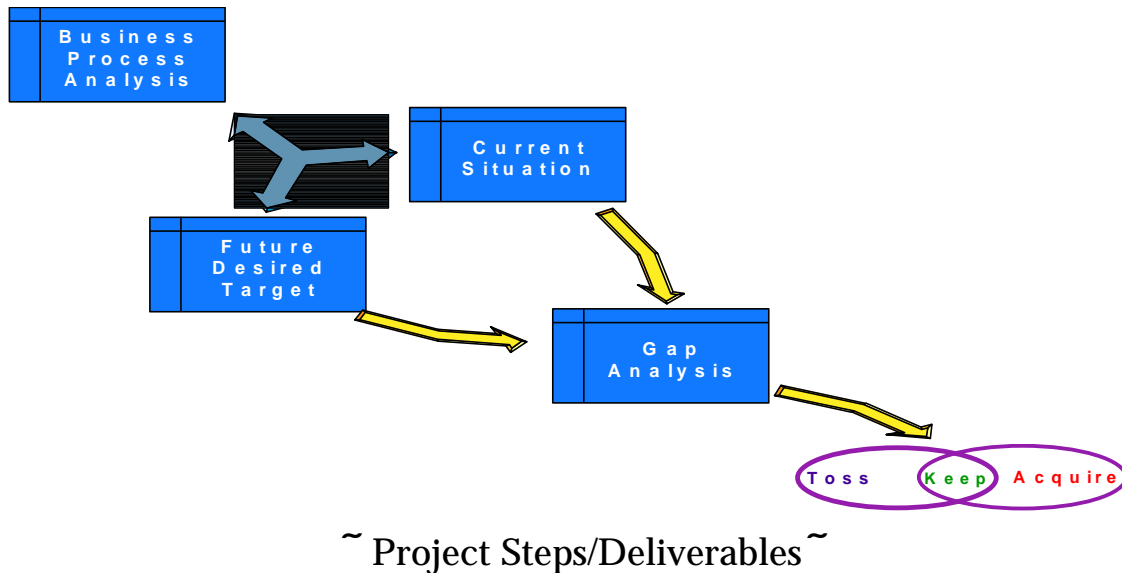 Business
Process
Analysis
Current
Situation
Future
Desired
Target
Gap
Analysis
Toss Keep Acquire
~ Project Steps/Deliverables ~